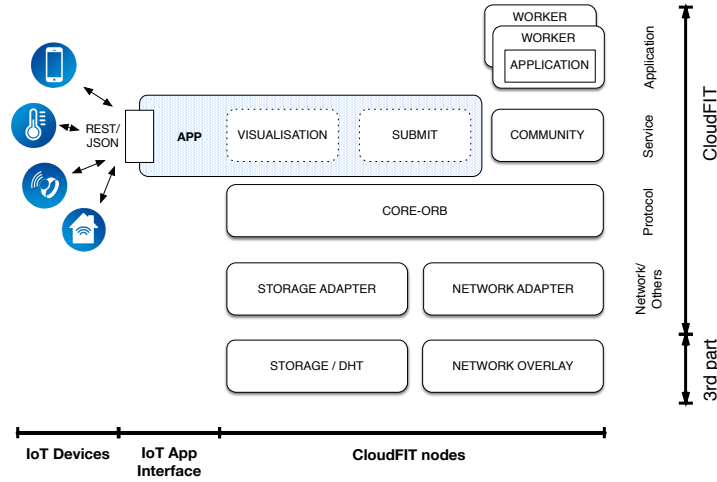 WORKER
WORKER
APPLICATION
Application
CloudFIT
REST/
JSON
APP
VISUALISATION
SUBMIT
COMMUNITY
Service
CORE-ORB
Protocol
STORAGE ADAPTER
NETWORK ADAPTER
Network/
Others
STORAGE / DHT
NETWORK OVERLAY
3rd part
IoT Devices
IoT App
Interface
CloudFIT nodes